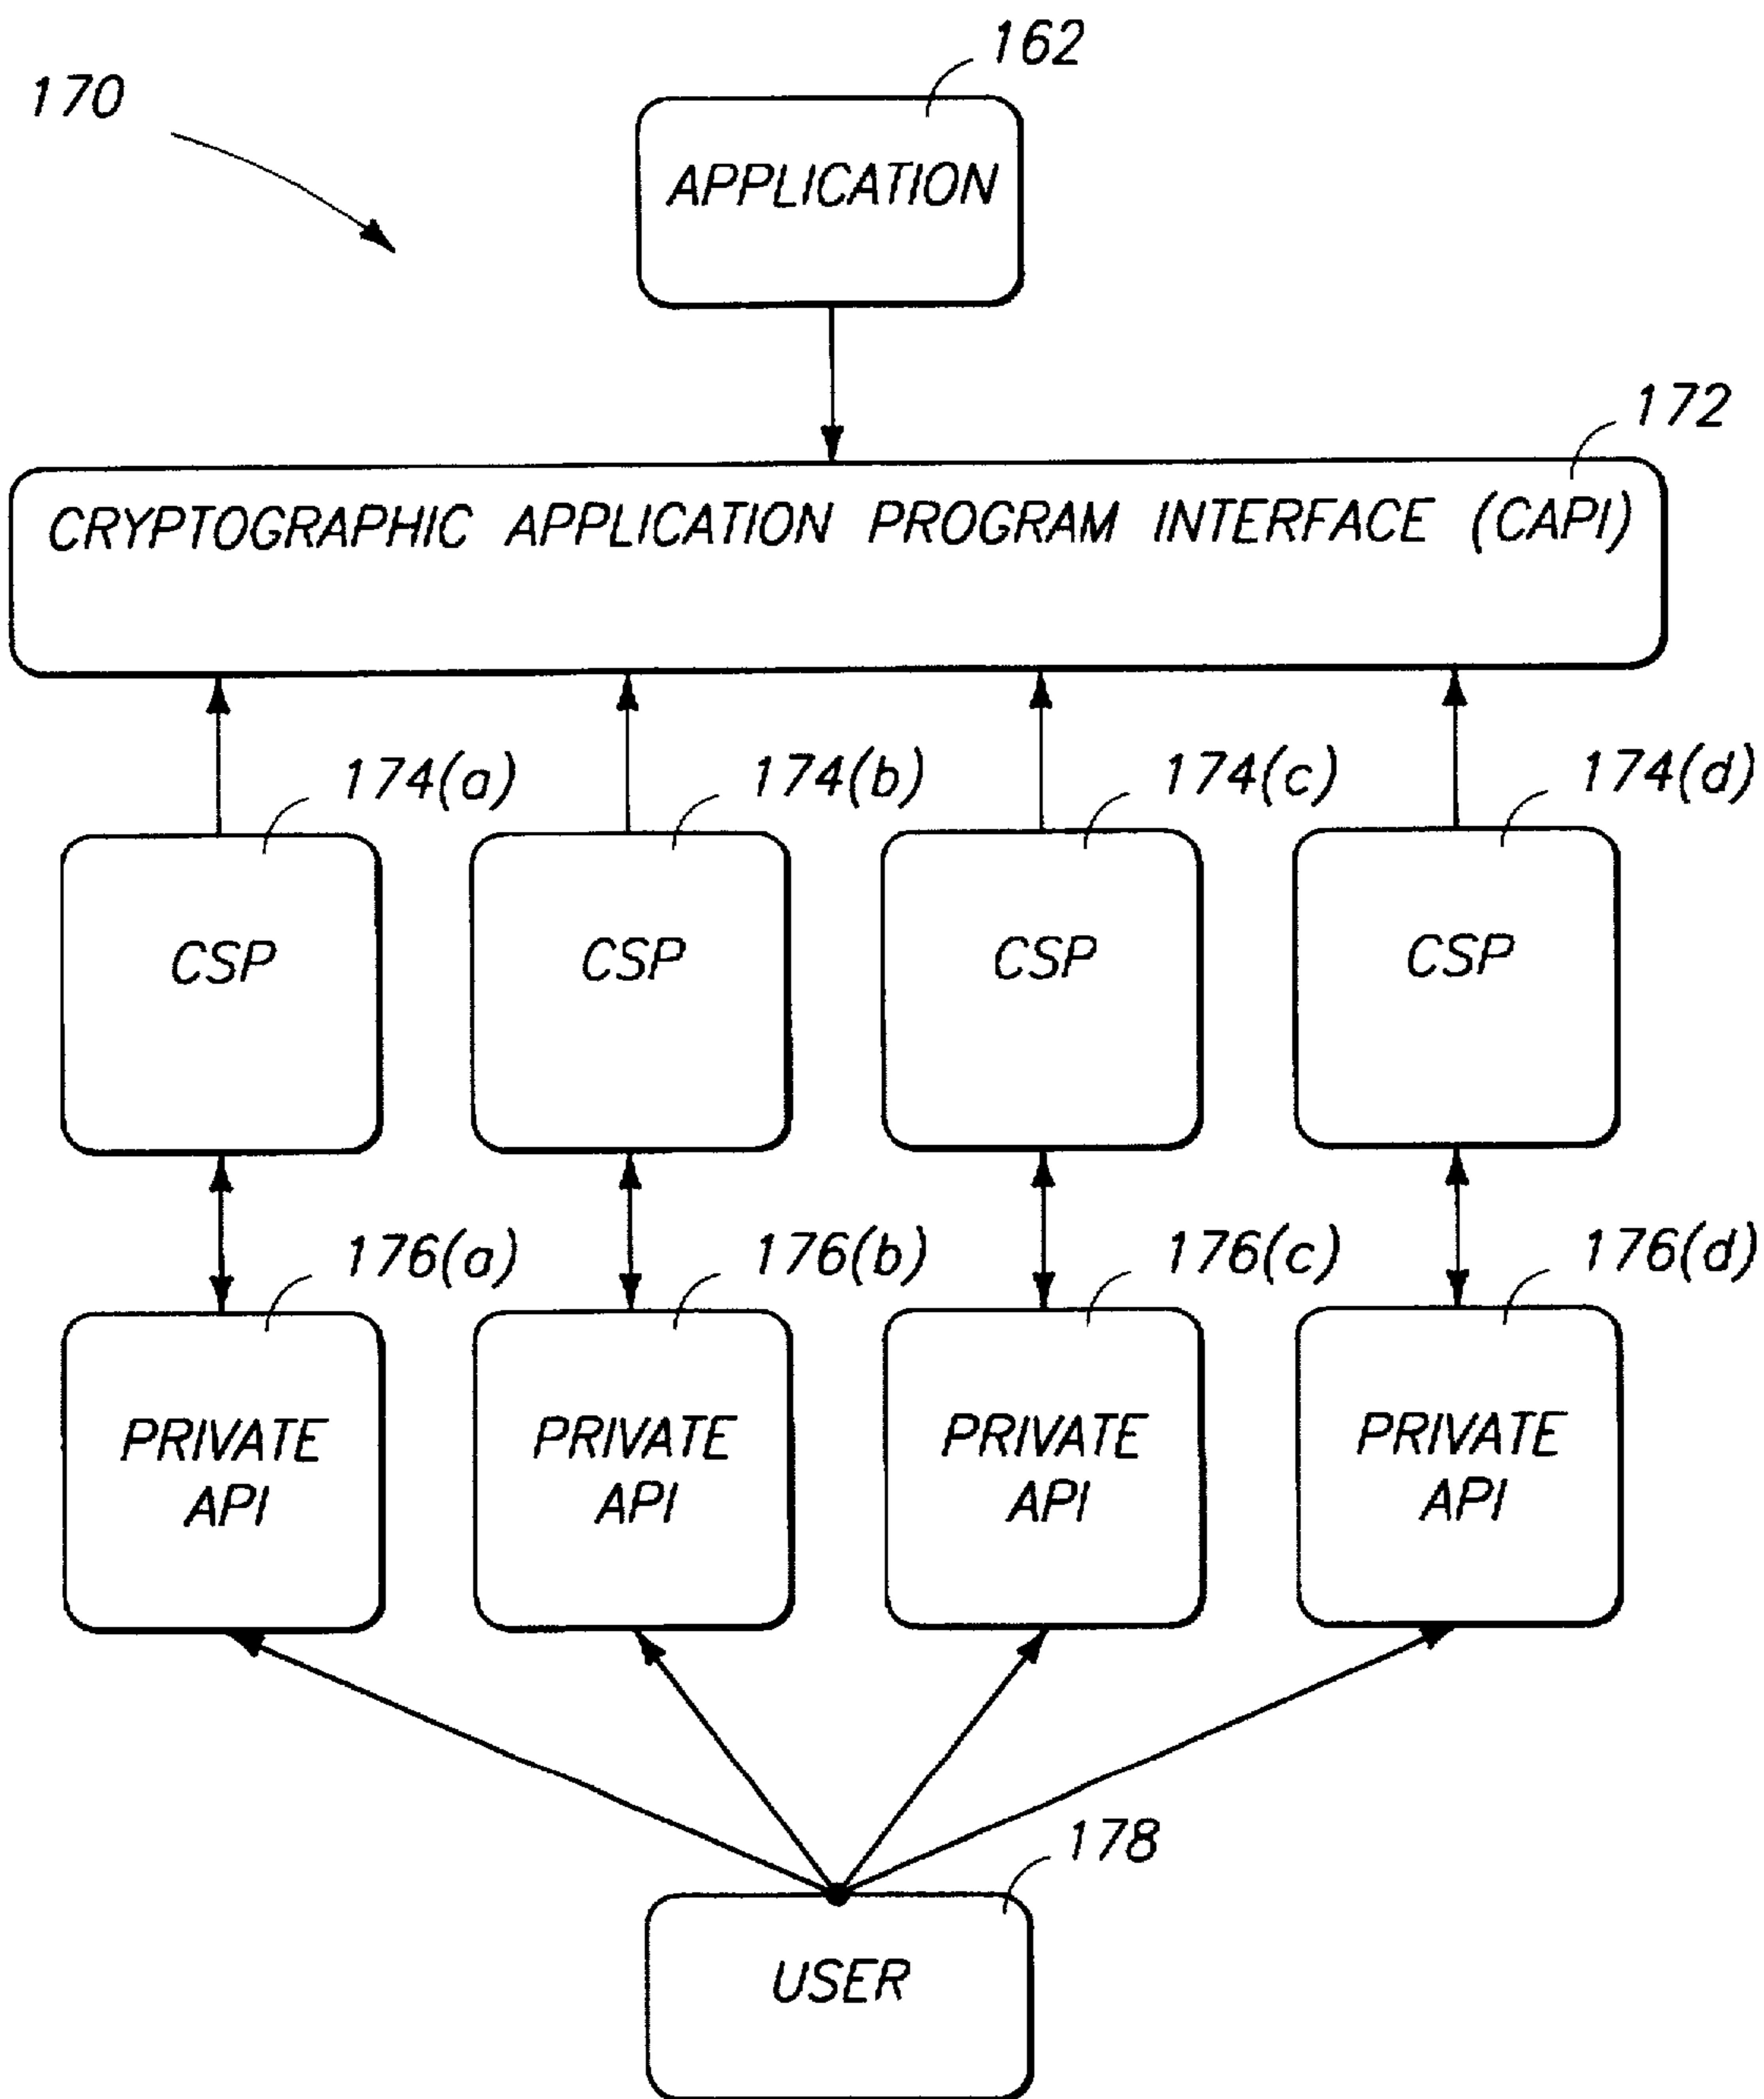 162
170
APPLICATION
172
CRYPTOGRAPHIC APPLICATION PROGRAM INTERFACE (CAPI)
174(a)
174(b)
174(c)
174(d)
CSP
CSP
CSP
CSP
176(a)
176(b)
176(c)
176(d)
PRIVATE
API
PRIVATE
API
PRIVATE
API
PRIVATE
API
178
USER